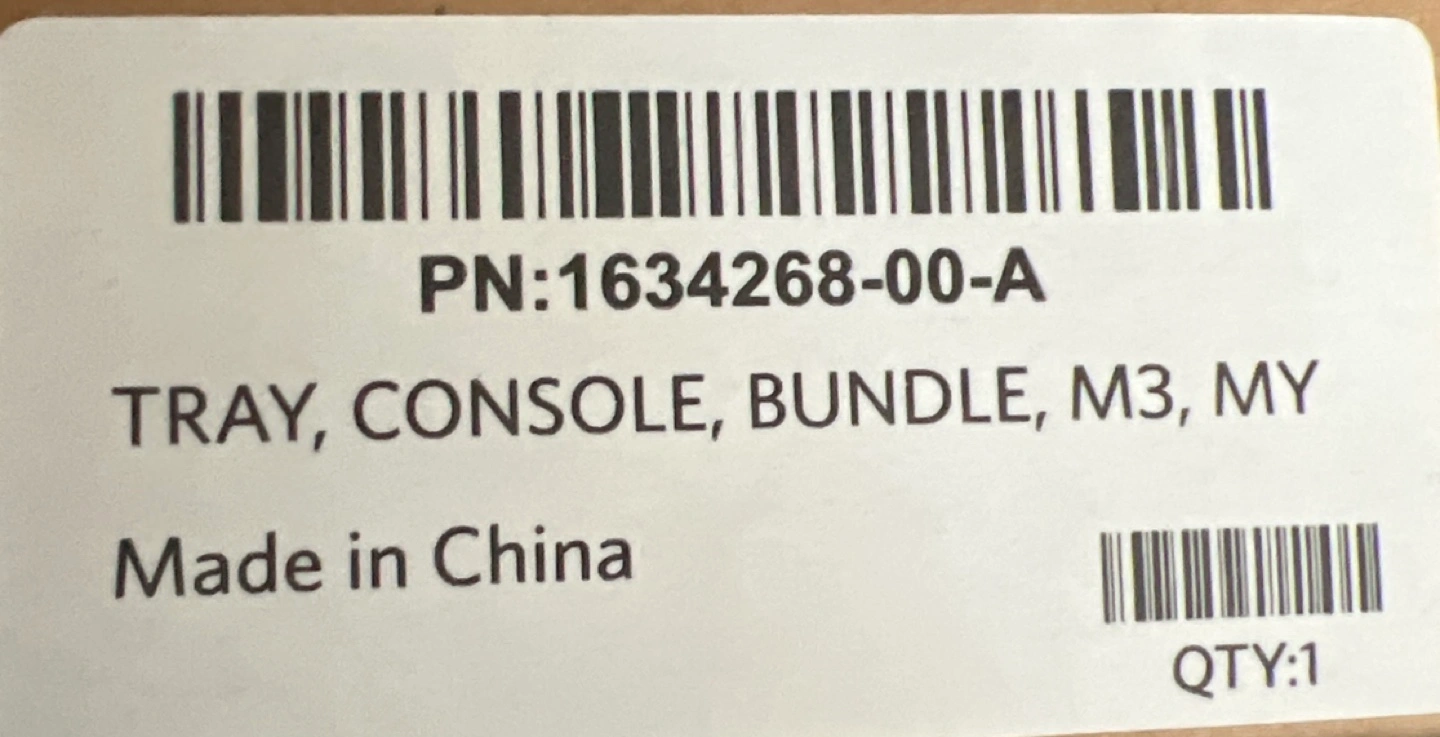 PN:1634268-00-A
TRAY, CONSOLE, BUNDLE, M3, MY
Made in China
QTY:1